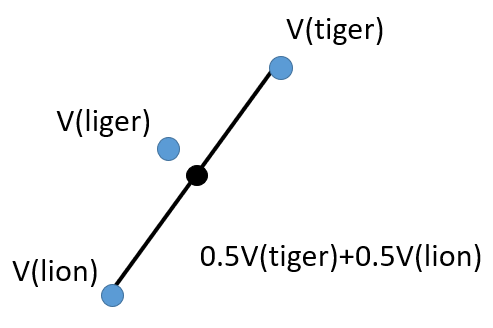 V(tiger)
V(liger)
0.5V(tiger)+0.5V(lion)
V(lion)